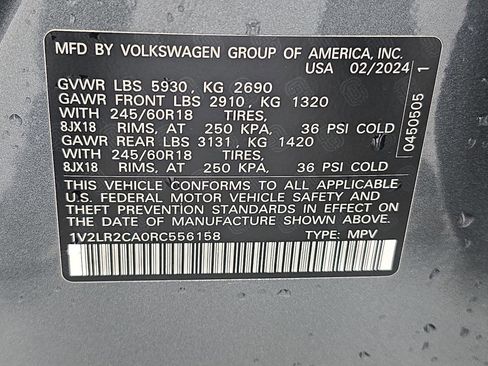 MFD BY VOLKSWAGEN GROUP OF AMERICA, INC.
USA 02/2024
GVWR LBS 5930 , KG 2690
GAWR FRONT LBS 2910, KG 1320
WITH 245/60R18 TIRES,
8JX18 RIMS, AT 250 KPA, 36 PSI COLD
GAWR REAR LBS 3131, KG 1420
WITH 245/60R18 TIRES,
8JX18 RIMS, AT 250 KPA, 36 PSI COLD
THIS VEHICLE CONFORMS TO ALL APPLICABLE
U.S. FEDERAL MOTOR VEHICLE SAFETY, BUMPER,
AND THEFT PREVENTION STANDARDS IN EFFECT ON
THE DATE OF MANUFACTURE SHOWN ABOVE.
1V2LR2CA0RC556158 TYPE: MPV
0450505 1